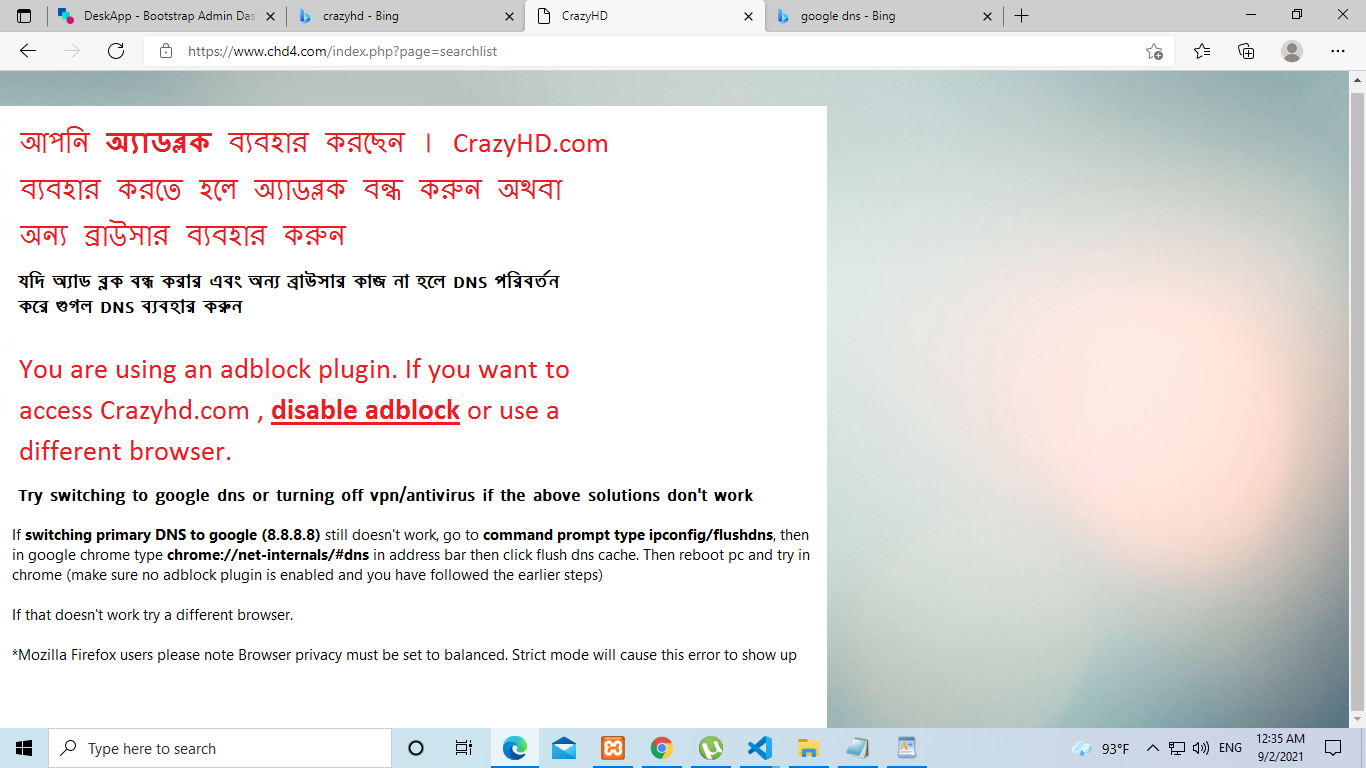 DeskApp - Bootstrap Admin Das
crazyhd - Bing
CrazyHD
google dns - Bing
https://www.chd4.com/index.php?page=searchlist
আপনি অ্যাডব্লক ব্যবহার করছেন । CrazyHD.com
ব্যবহার করতে হলে অ্যাডব্লক বন্ধ করুন অথবা
অন্য ব্রাউসার ব্যবহার করুন
যদি অ্যাড ব্লক বন্ধ করার এবং অন্য ব্রাউসার কাজ না হলে DNS পরিবর্তন
করে গুগল DNS ব্যবহার করুন
You are using an adblock plugin. If you want to
access Crazyhd.com , disable adblock or use a
different browser.
Try switching to google dns or turning off vpn/antivirus if the above solutions don't work
If switching primary DNS to google (8.8.8.8) still doesn't work, go to command prompt type ipconfig/flushdns, then
in google chrome type chrome://net-internals/#dns in address bar then click flush dns cache. Then reboot pc and try in
chrome (make sure no adblock plugin is enabled and you have followed the earlier steps)
If that doesn't work try a different browser.
*Mozilla Firefox users please note Browser privacy must be set to balanced. Strict mode will cause this error to show up
Type here to search
93°F
ENG
12:35 AM
9/2/2021